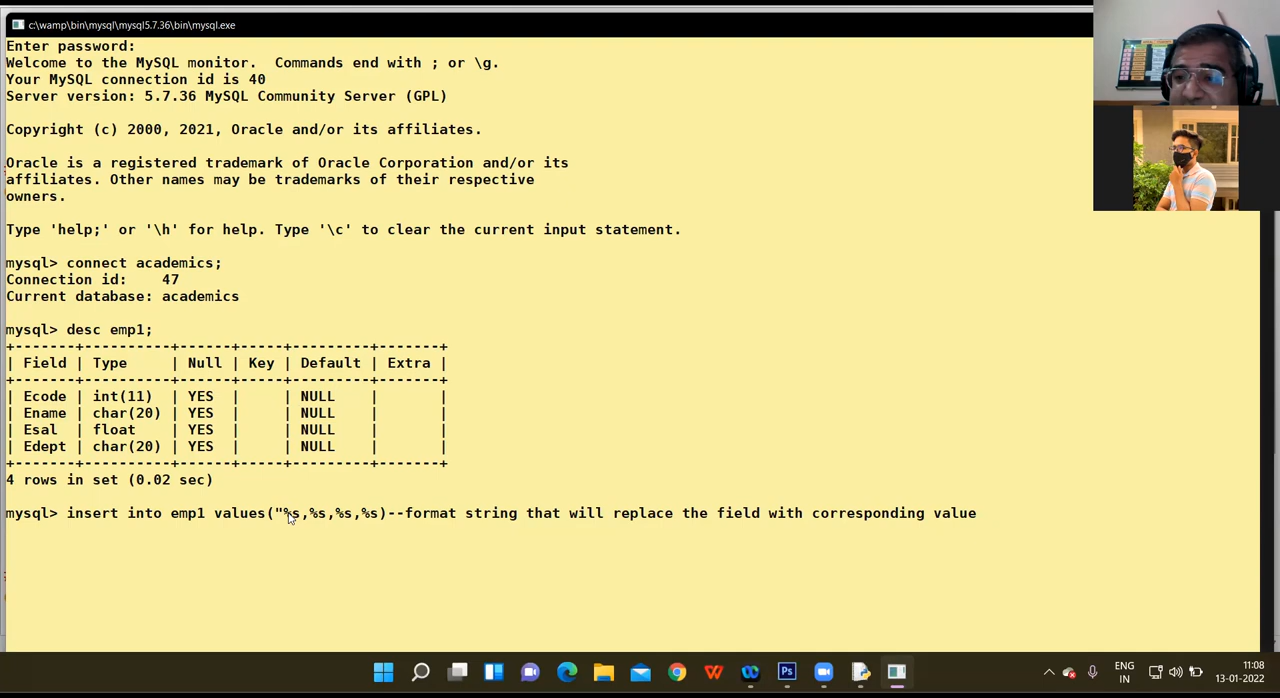 c:\wamp\bin\mysql\mysql5.7.36\bin\mysql.exe
Enter password:
Welcome to the MySQL monitor.  Commands end with ; or \g.
Your MySQL connection id is 40
Server version: 5.7.36 MySQL Community Server (GPL)
Copyright (c) 2000, 2021, Oracle and/or its affiliates.
Oracle is a registered trademark of Oracle Corporation and/or its
affiliates. Other names may be trademarks of their respective
owners.
Type 'help;' or '\h' for help. Type '\c' to clear the current input statement.
mysql> connect academics;
Connection id:    47
Current database: academics
mysql> desc emp1;
+-------+----------+------+-----+---------+-------+
| Field | Type     | Null | Key | Default | Extra |
+-------+----------+------+-----+---------+-------+
| Ecode | int(11)  | YES  |     | NULL    |       |
| Ename | char(20) | YES  |     | NULL    |       |
| Esal  | float    | YES  |     | NULL    |       |
| Edept | char(20) | YES  |     | NULL    |       |
+-------+----------+------+-----+---------+-------+
4 rows in set (0.02 sec)
mysql> insert into emp1 values("%s,%s,%s,%s)--format string that will replace the field with corresponding value
Ps
W
ENG
IN
11:08
13-01-2022